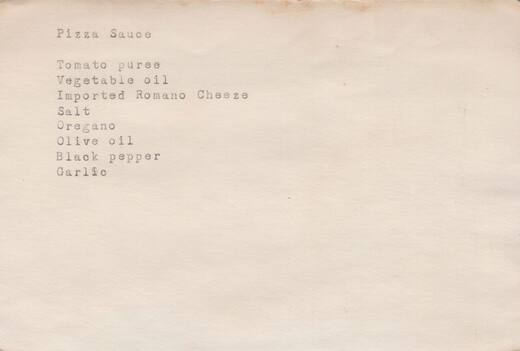 Pizza Sauce
Tomato puree
Vegetable oil
Imported Romano Cheeze
Salt
Oregano
Olive oil
Black pepper
Garlic